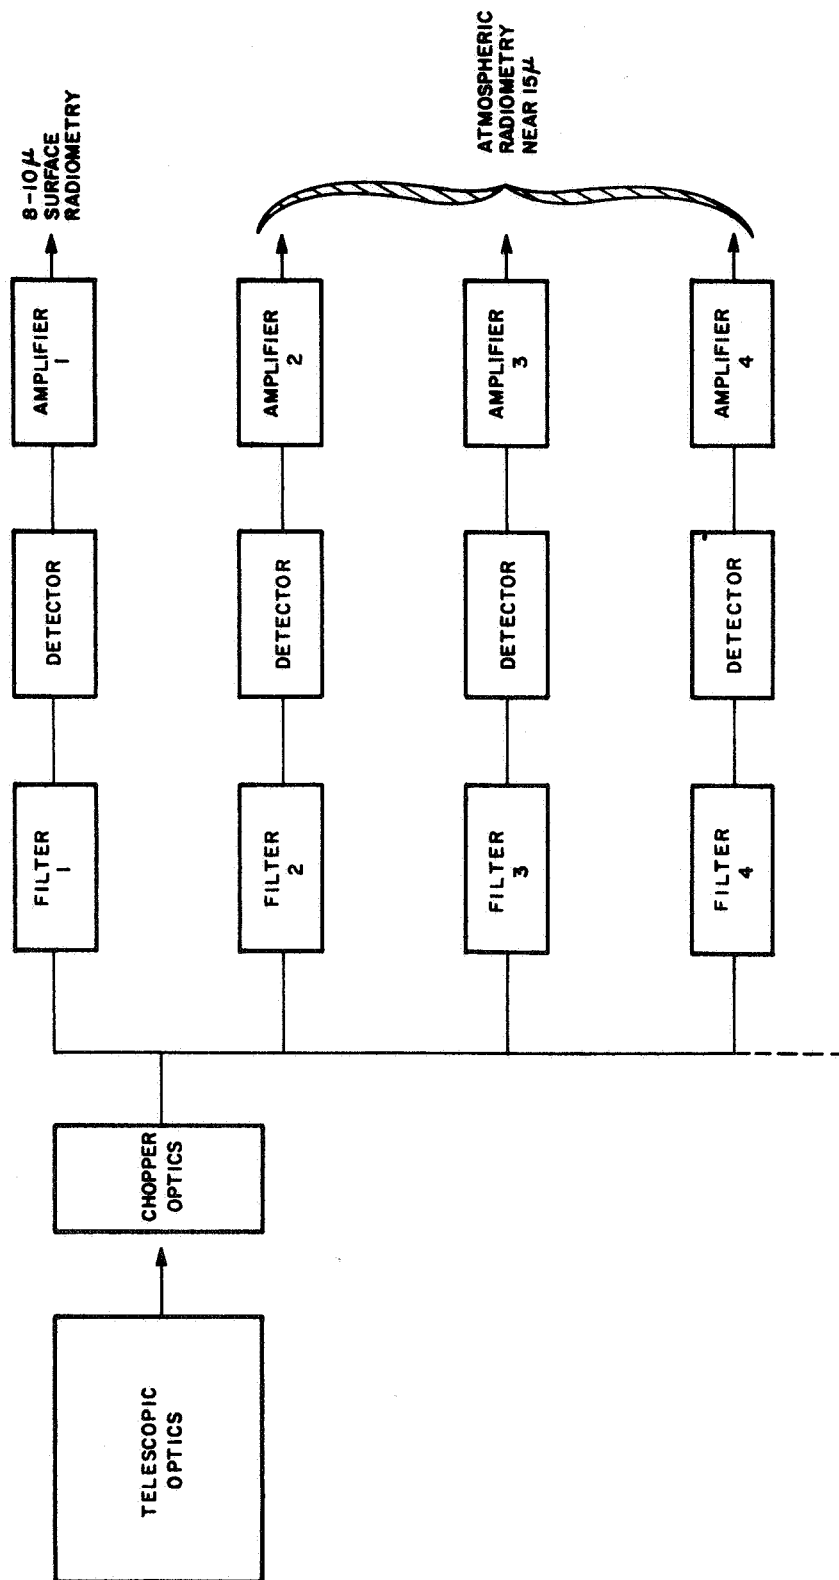 TELESCOPIC
OPTICS
CHOPPER
OPTICS
FILTER
1
DETECTOR
AMPLIFIER
1
8-10μ
SURFACE
RADIOMETRY
FILTER
2
DETECTOR
AMPLIFIER
2
FILTER
3
DETECTOR
AMPLIFIER
3
FILTER
4
DETECTOR
AMPLIFIER
4
ATMOSPHERIC
RADIOMETRY
NEAR 15μ